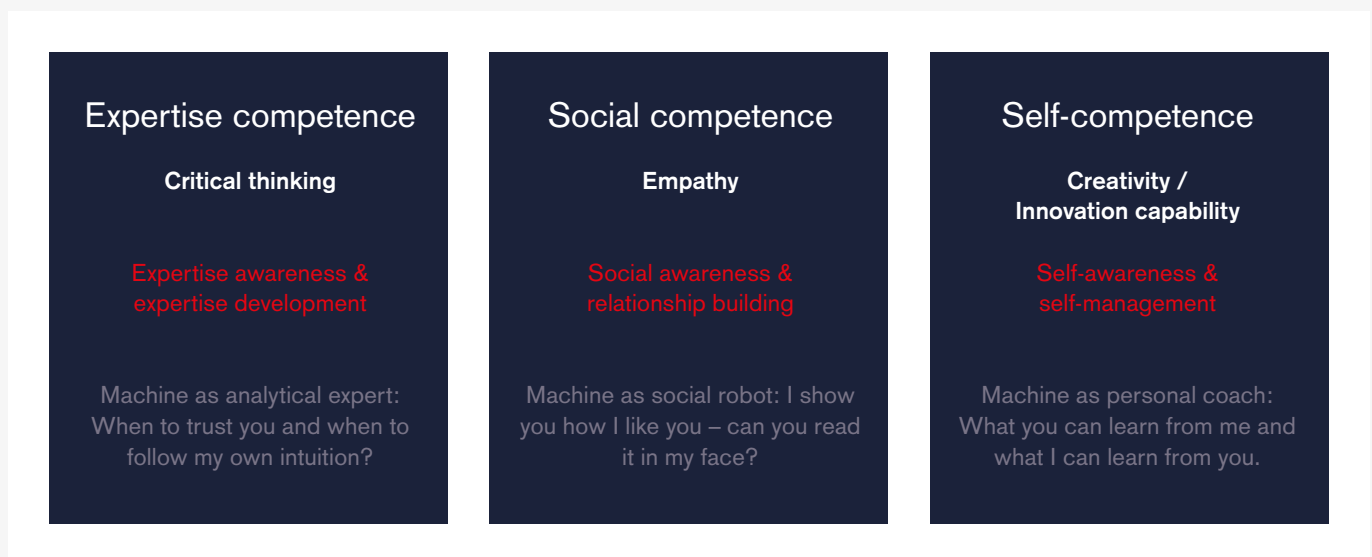 Expertise competence
Critical thinking
Expertise awareness &
expertise development
Machine as analytical expert:
When to trust you and when to
follow my own intuition?
Social competence
Empathy
Social awareness &
relationship building
Machine as social robot: I show
you how I like you – can you read
it in my face?
Self-competence
Creativity /
Innovation capability
Self-awareness &
self-management
Machine as personal coach:
What you can learn from me and
what I can learn from you.